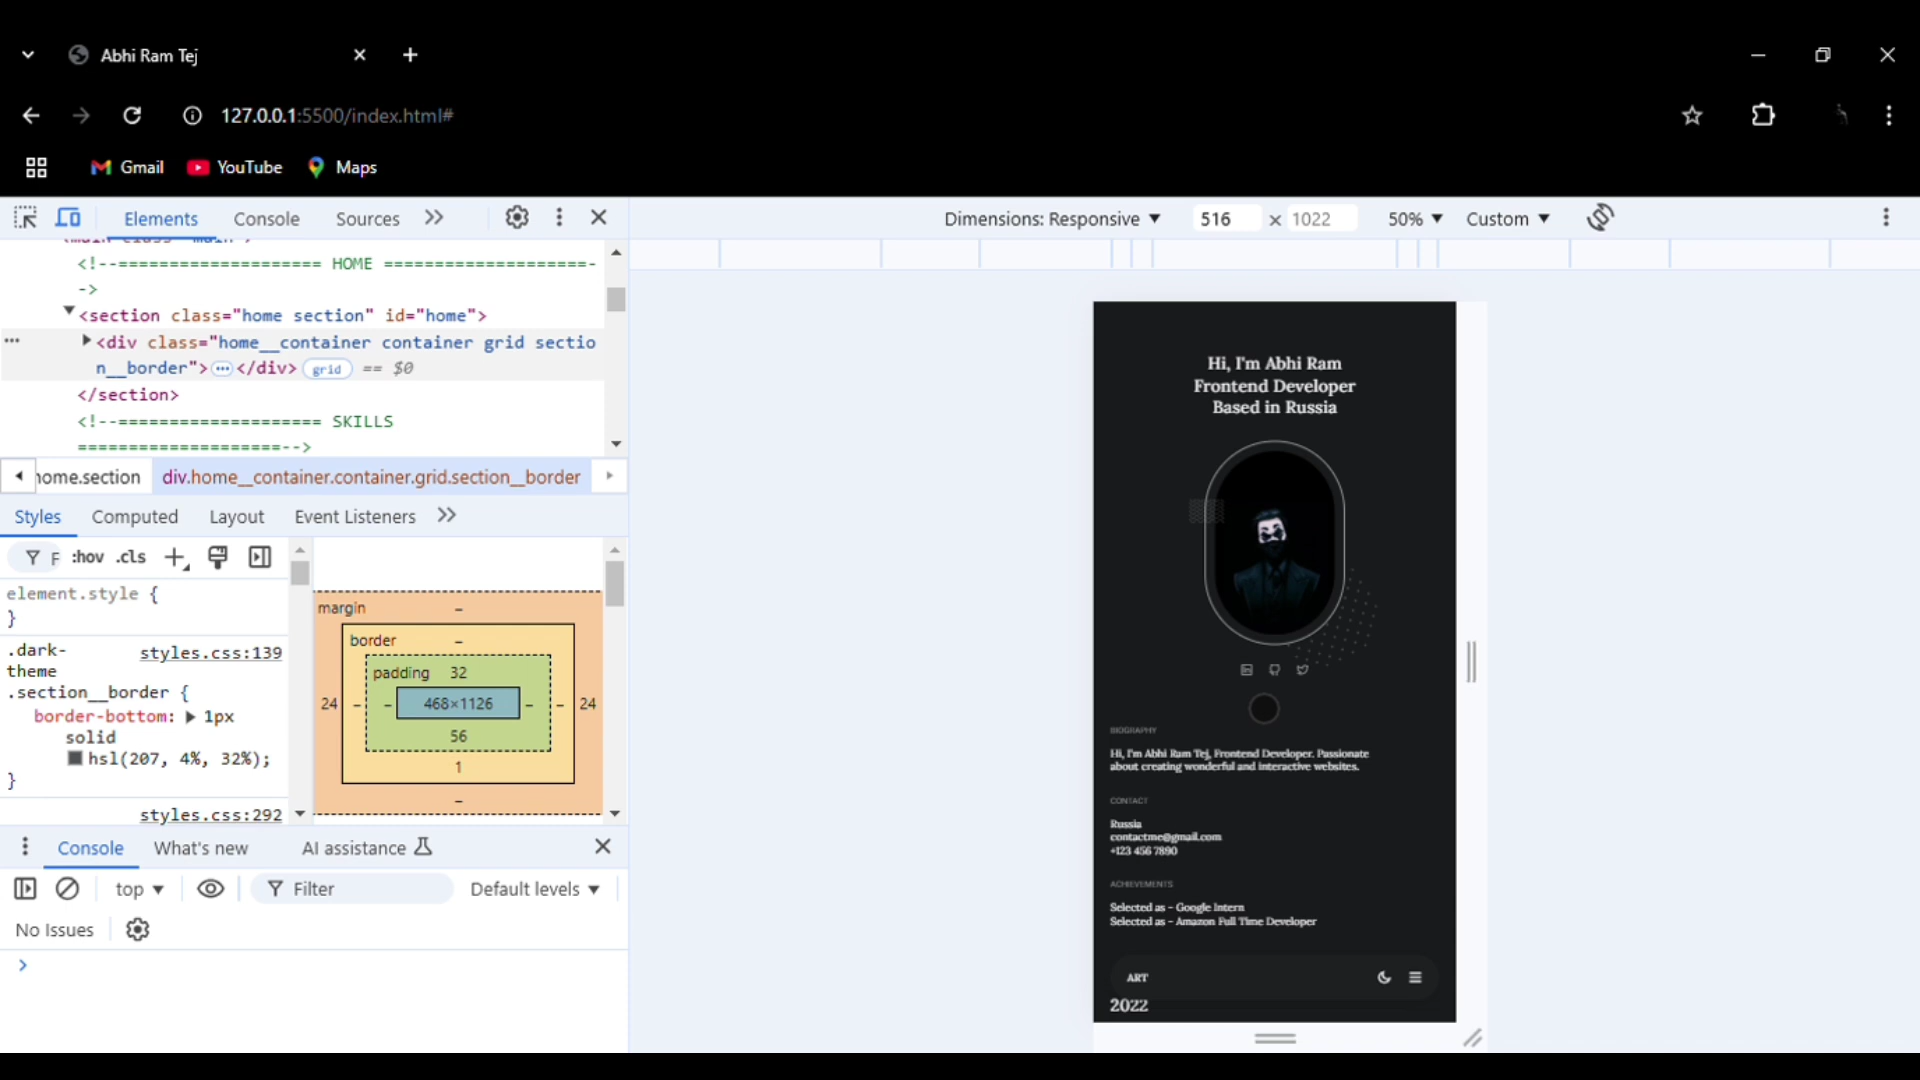 Abhi Ram Tej
127.0.0.1:5500/index.html#
Gmail YouTube Maps
Elements Console Sources
Dimensions: Responsive 516 x 1022 50% Custom
<!--==================== HOME ====================-
->
<section class="home section" id="home">
<div class="home__container container grid sectio
n__border"> ... </div> grid == $0
</section>
<!--==================== SKILLS
====================-->
home.section div.home__container.container.grid.section__border
Styles Computed Layout Event Listeners
F :hov .cls
element.style {
}
.dark- styles.css:139
theme
.section__border {
border-bottom: 1px
solid
hsl(207, 4%, 32%);
}
styles.css:292
margin –
border –
padding 32
24 – – 468×1126 – – 24
56
1
–
Console What's new AI assistance
top Filter Default levels
No Issues
Hi, I'm Abhi Ram
Frontend Developer
Based in Russia
BIOGRAPHY
Hi, I'm Abhi Ram Tej, Frontend Developer. Passionate
about creating wonderful and interactive websites.
CONTACT
Russia
contactme@gmail.com
+123 456 7890
ACHIEVEMENTS
Selected as - Google Intern
Selected as - Amazon Full Time Developer
ART
2022